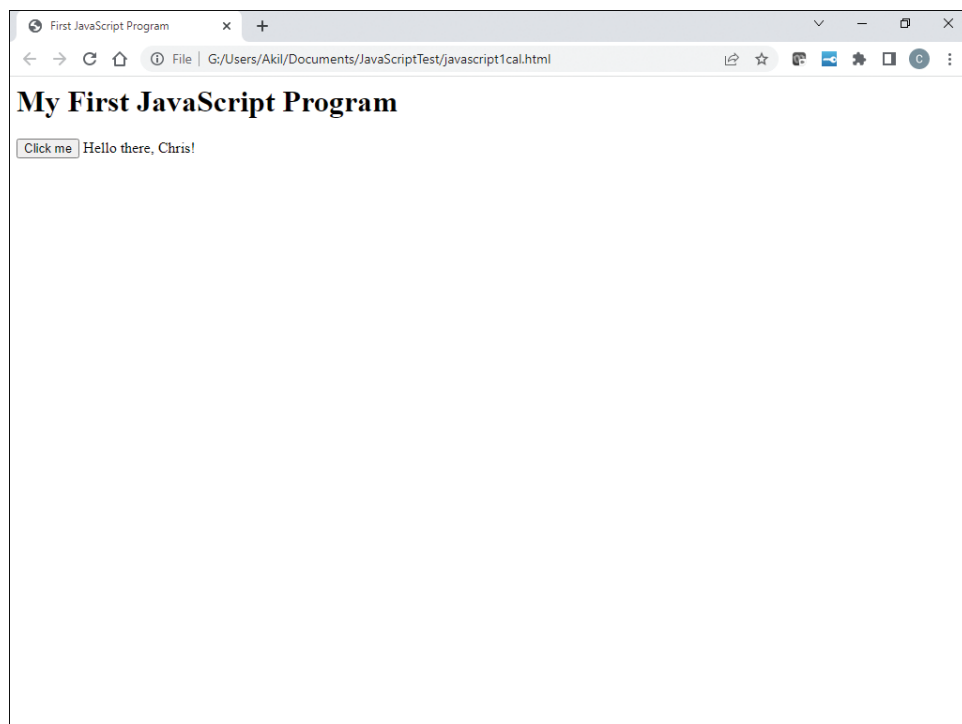 First JavaScript Program
File | G:/Users/Akil/Documents/JavaScriptTest/javascript1cal.html
C
My First JavaScript Program
Click me Hello there, Chris!